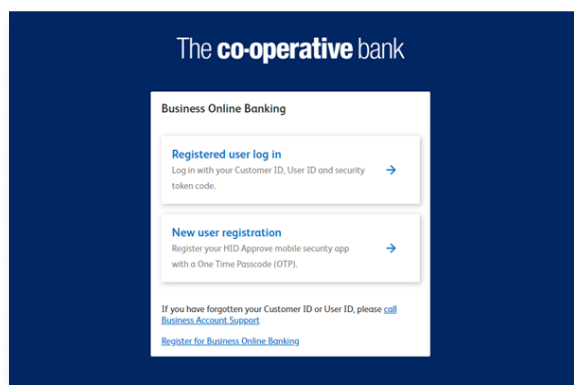 The co-operative bank
Business Online Banking
Registered user log in
Log in with your Customer ID, User ID and security
token code.
New user registration
Register your HID Approve mobile security app
with a One Time Passcode (OTP).
If you have forgotten your Customer ID or User ID, please call
Business Account Support
Register for Business Online Banking